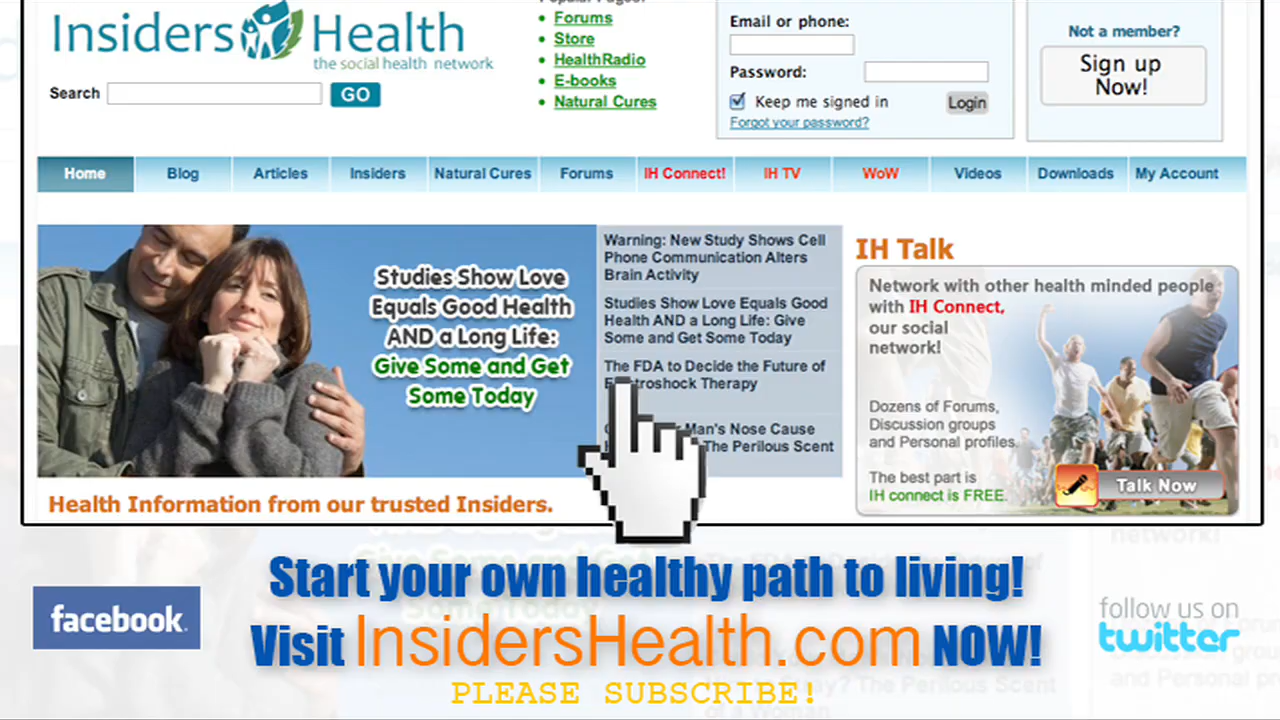 Insiders Health
the social health network
Search
GO
Forums
Store
HealthRadio
E-books
Natural Cures
Email or phone:
Password:
Keep me signed in
Login
Forgot your password?
Not a member?
Sign up
Now!
Home Blog Articles Insiders Natural Cures Forums IH Connect! IH TV WoW Videos Downloads My Account
Studies Show Love
Equals Good Health
AND a Long Life:
Give Some and Get
Some Today
Warning: New Study Shows Cell
Phone Communication Alters
Brain Activity
Studies Show Love Equals Good
Health AND a Long Life: Give
Some and Get Some Today
The FDA to Decide the Future of
Therapy
Man's Nose Cause
The Perilous Scent
IH Talk
Network with other health minded people
with IH Connect,
our social
network!
Dozens of Forums,
Discussion groups
and Personal profiles.
The best part is
IH connect is FREE.
Talk Now
Health Information from our trusted Insiders.
facebook.
Start your own healthy path to living!
Visit InsidersHealth.com NOW!
PLEASE SUBSCRIBE!
follow us on
twitter